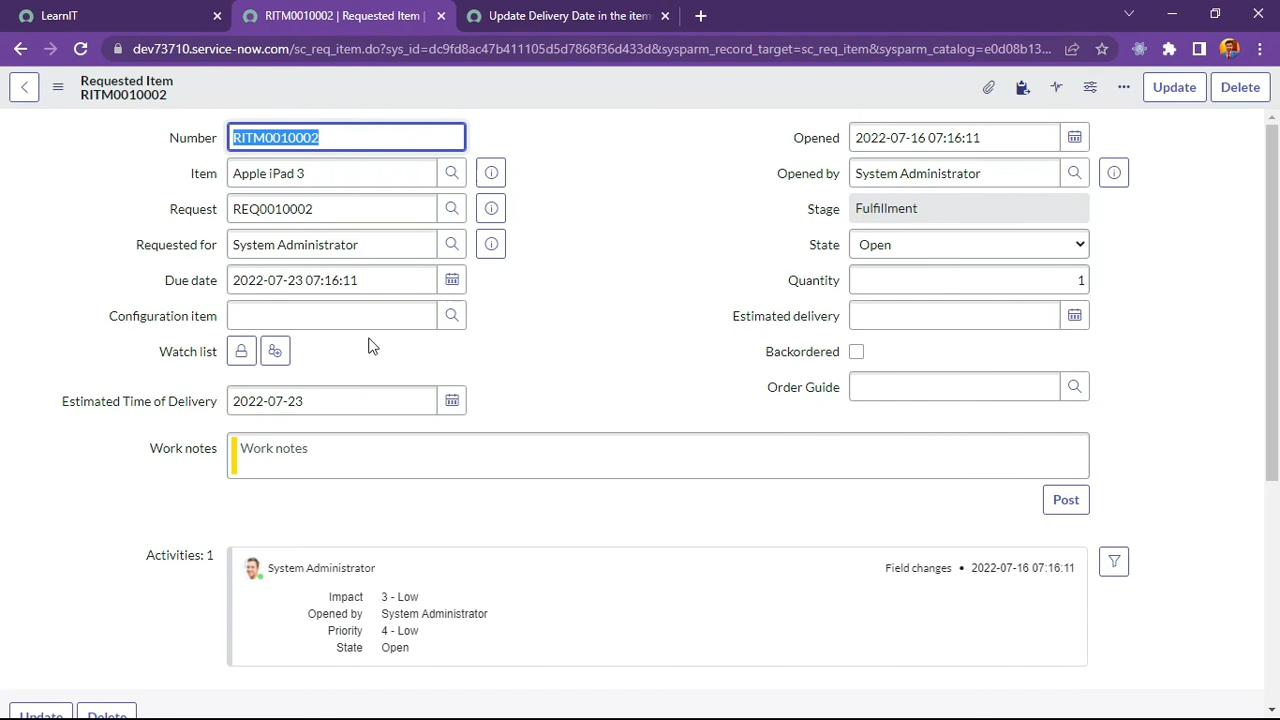 LearnIT
RITM0010002 | Requested Item |
Update Delivery Date in the item
dev73710.service-now.com/sc_req_item.do?sys_id=dc9fd8ac47b411105d5d7868f36d433d&sysparm_record_target=sc_req_item&sysparm_catalog=e0d08b13...
Requested Item
RITM0010002
Update
Delete
Number
RITM0010002
Opened
2022-07-16 07:16:11
Item
Apple iPad 3
Opened by
System Administrator
Request
REQ0010002
Stage
Fulfillment
Requested for
System Administrator
State
Open
Due date
2022-07-23 07:16:11
Quantity
1
Configuration item
Estimated delivery
Watch list
Backordered
Order Guide
Estimated Time of Delivery
2022-07-23
Work notes
Work notes
Post
Activities: 1
System Administrator
Field changes • 2022-07-16 07:16:11
Impact 3 - Low
Opened by System Administrator
Priority 4 - Low
State Open
Update
Delete